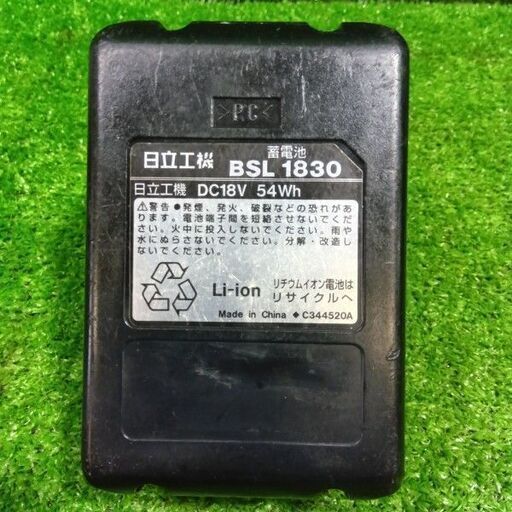 >P.C<
蓄電池
日立工機 BSL 1830
日立工機 DC18V 54Wh
⚠警告●発煙、発火、破裂などの恐れがあ
ります。電池端子間を短絡させないでくだ
さい。火中に投入しないでください。雨や
水にぬらさないでください。分解・改造し
ないでください。
Li-ion リチウムイオン電池は
リサイクルへ
Made in China ◆C344520A